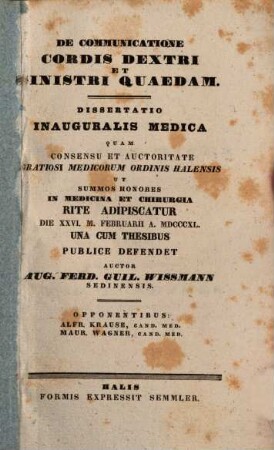 DE COMMUNICATIONE
CORDIS DEXTRI
ET
SINISTRI QUAEDAM.
DISSERTATIO
INAUGURALIS MEDICA
QUAM
CONSENSU ET AUCTORITATE
GRATIOSI MEDICORUM ORDINIS HALENSIS
UT
SUMMOS HONORES
IN MEDICINA ET CHIRURGIA
RITE ADIPISCATUR
DIE XXVI. M. FEBRUARII A. MDCCCXL.
UNA CUM THESIBUS
PUBLICE DEFENDET
AUCTOR
AUG. FERD. GUIL. WISSMANN
SEDINENSIS.
OPPONENTIBUS:
ALFR. KRAUSE, CAND. MED.
MAUR. WAGNER, CAND. MED.
HALIS
FORMIS EXPRESSIT SEMMLER.